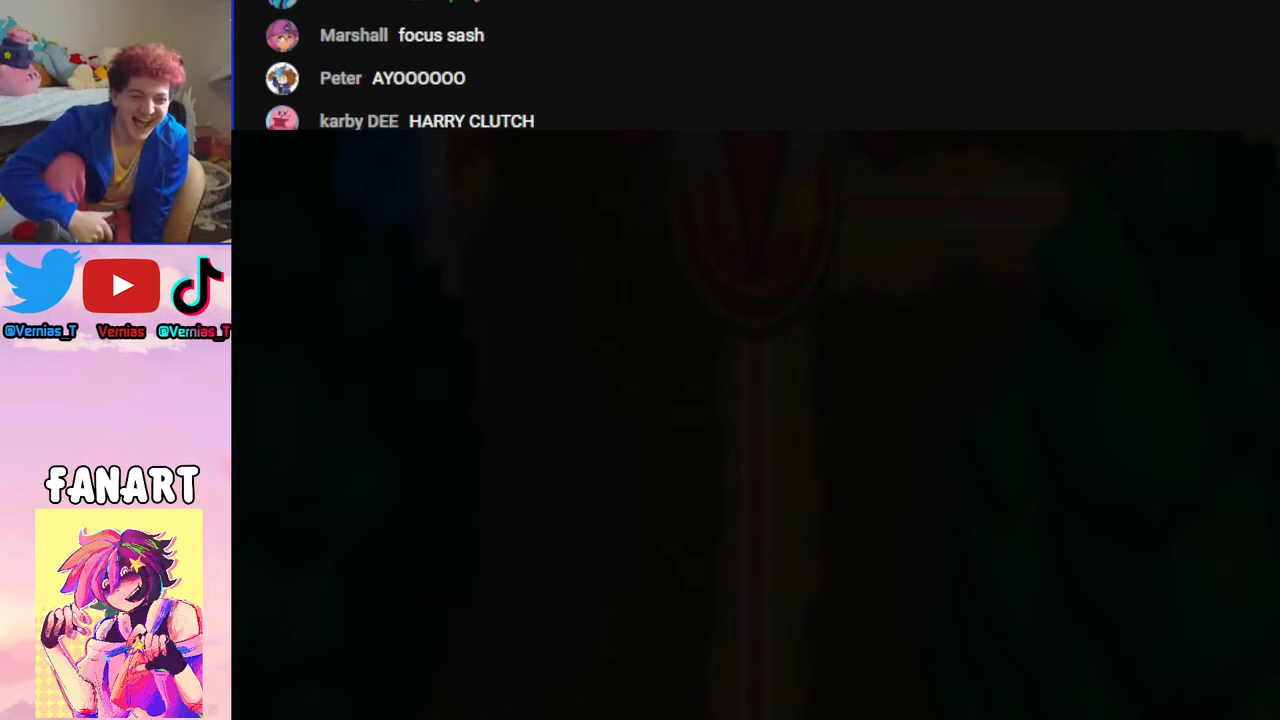 Marshall focus sash
Peter AYOOOOOO
karby DEE HARRY CLUTCH
@Vernias_T Vernias @Vernias_T
FANART